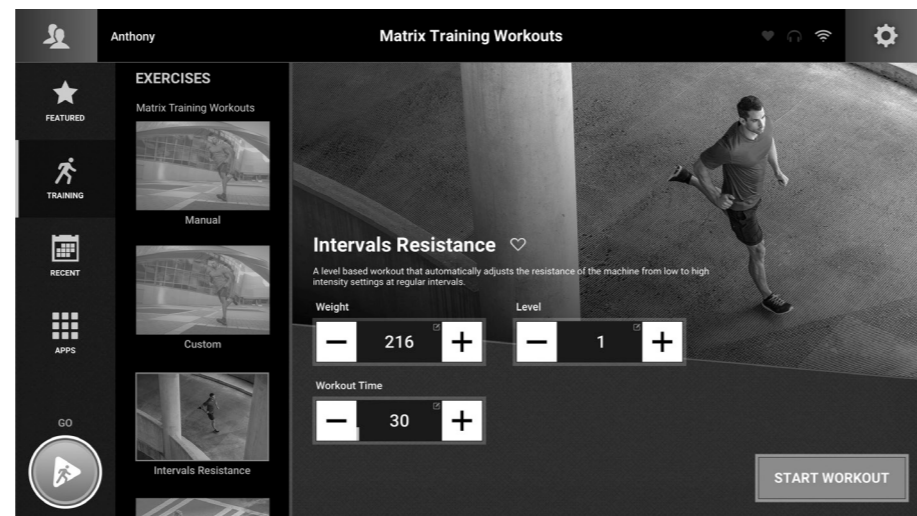 Anthony
Matrix Training Workouts
FEATURED
TRAINING
RECENT
APPS
GO
EXERCISES
Matrix Training Workouts
Manual
Custom
Intervals Resistance
Intervals Resistance
A level based workout that automatically adjusts the resistance of the machine from low to high
intensity settings at regular intervals.
Weight
216
Level
1
Workout Time
30
START WORKOUT